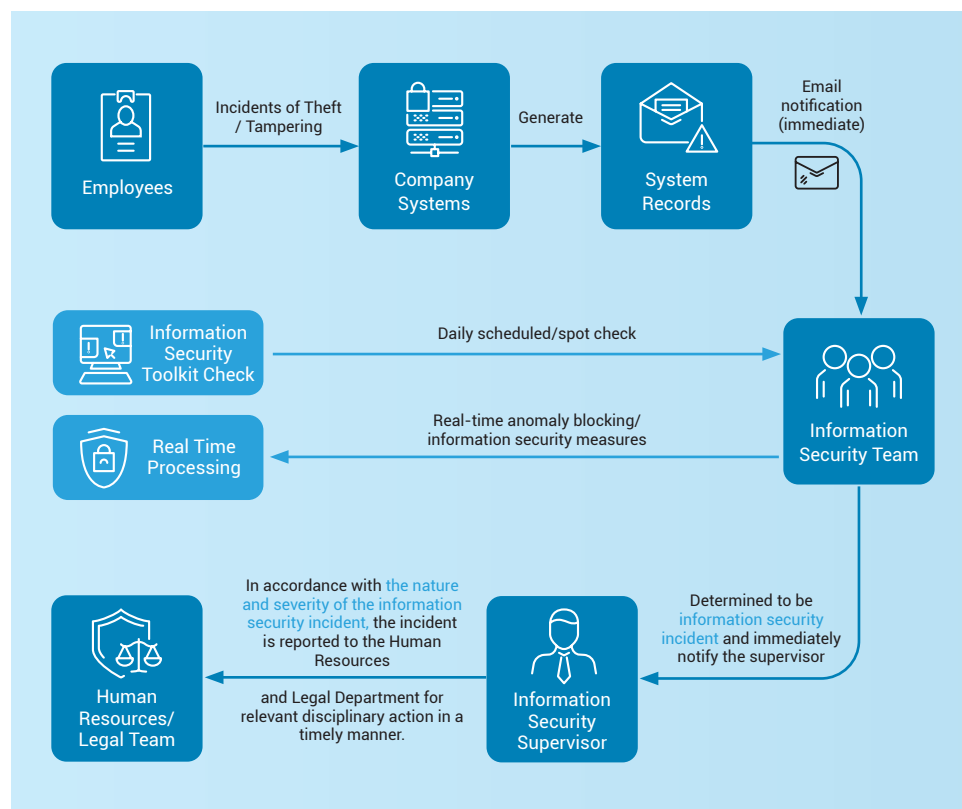 Employees
Incidents of Theft
/ Tampering
Company
Systems
Generate
System
Records
Email
notification
(immediate)
Information
Security
Toolkit Check
Daily scheduled/spot check
Real Time
Processing
Real-time anomaly blocking/
information security measures
Information
Security Team
Determined to be
information security
incident and immediately
notify the supervisor
Information
Security
Supervisor
In accordance with the nature
and severity of the information
security incident, the incident
is reported to the Human
Resources
and Legal Department for
relevant disciplinary action in a
timely manner.
Human
Resources/
Legal Team